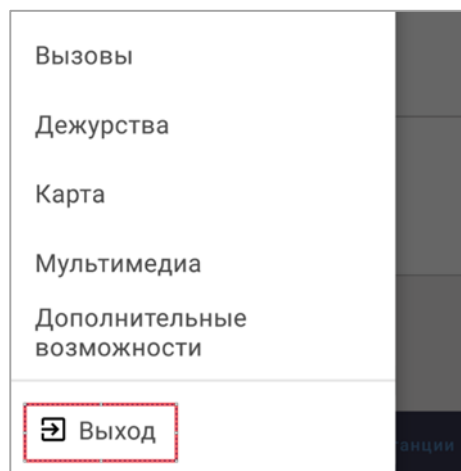 Вызовы
Дежурства
Карта
Мультимедиа
Дополнительные
возможности
Выход